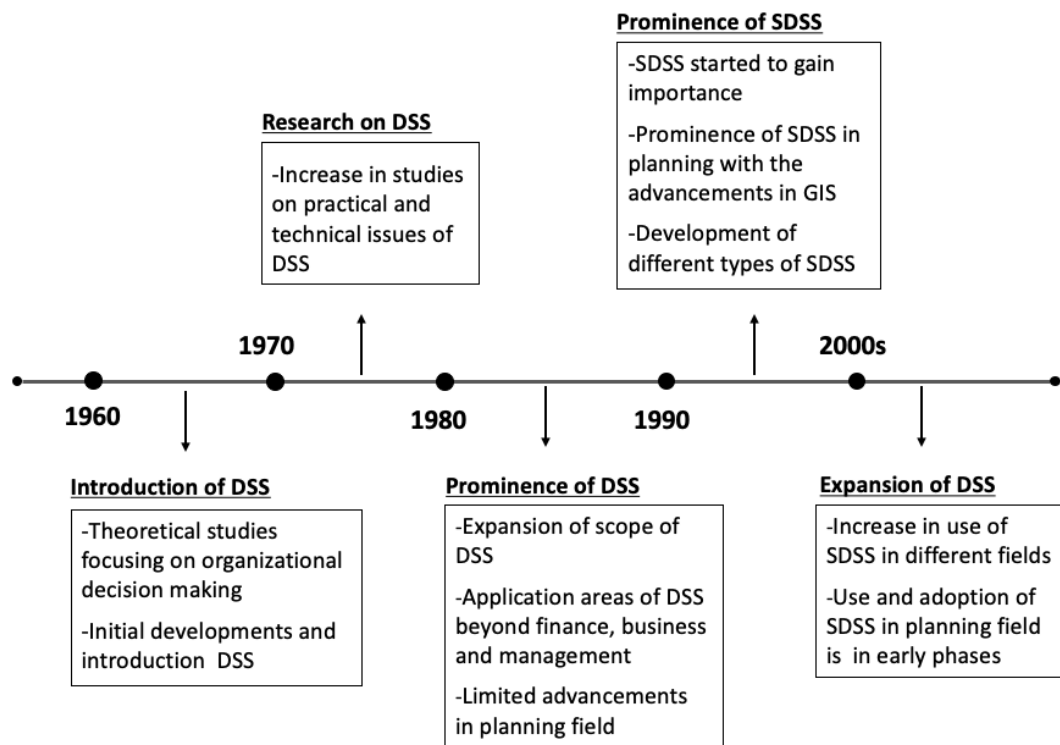 Prominence of SDSS
-SDSS started to gain
importance
-Prominence of SDSS in
planning with the
advancements in GIS
-Development of
different types of SDSS
Research on DSS
-Increase in studies
on practical and
technical issues of
DSS
1970
2000s
1960
1980
1990
Introduction of DSS
-Theoretical studies
focusing on organizational
decision making
-Initial developments and
introduction  DSS
Prominence of DSS
-Expansion of scope of
DSS
-Application areas of DSS
beyond finance, business
and management
-Limited advancements
in planning field
Expansion of DSS
-Increase in use of
SDSS in different fields
-Use and adoption of
SDSS in planning field
is  in early phases